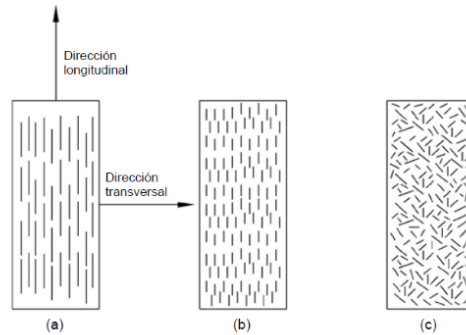 Dirección
longitudinal
Dirección
transversal
(a)
(b)
(c)